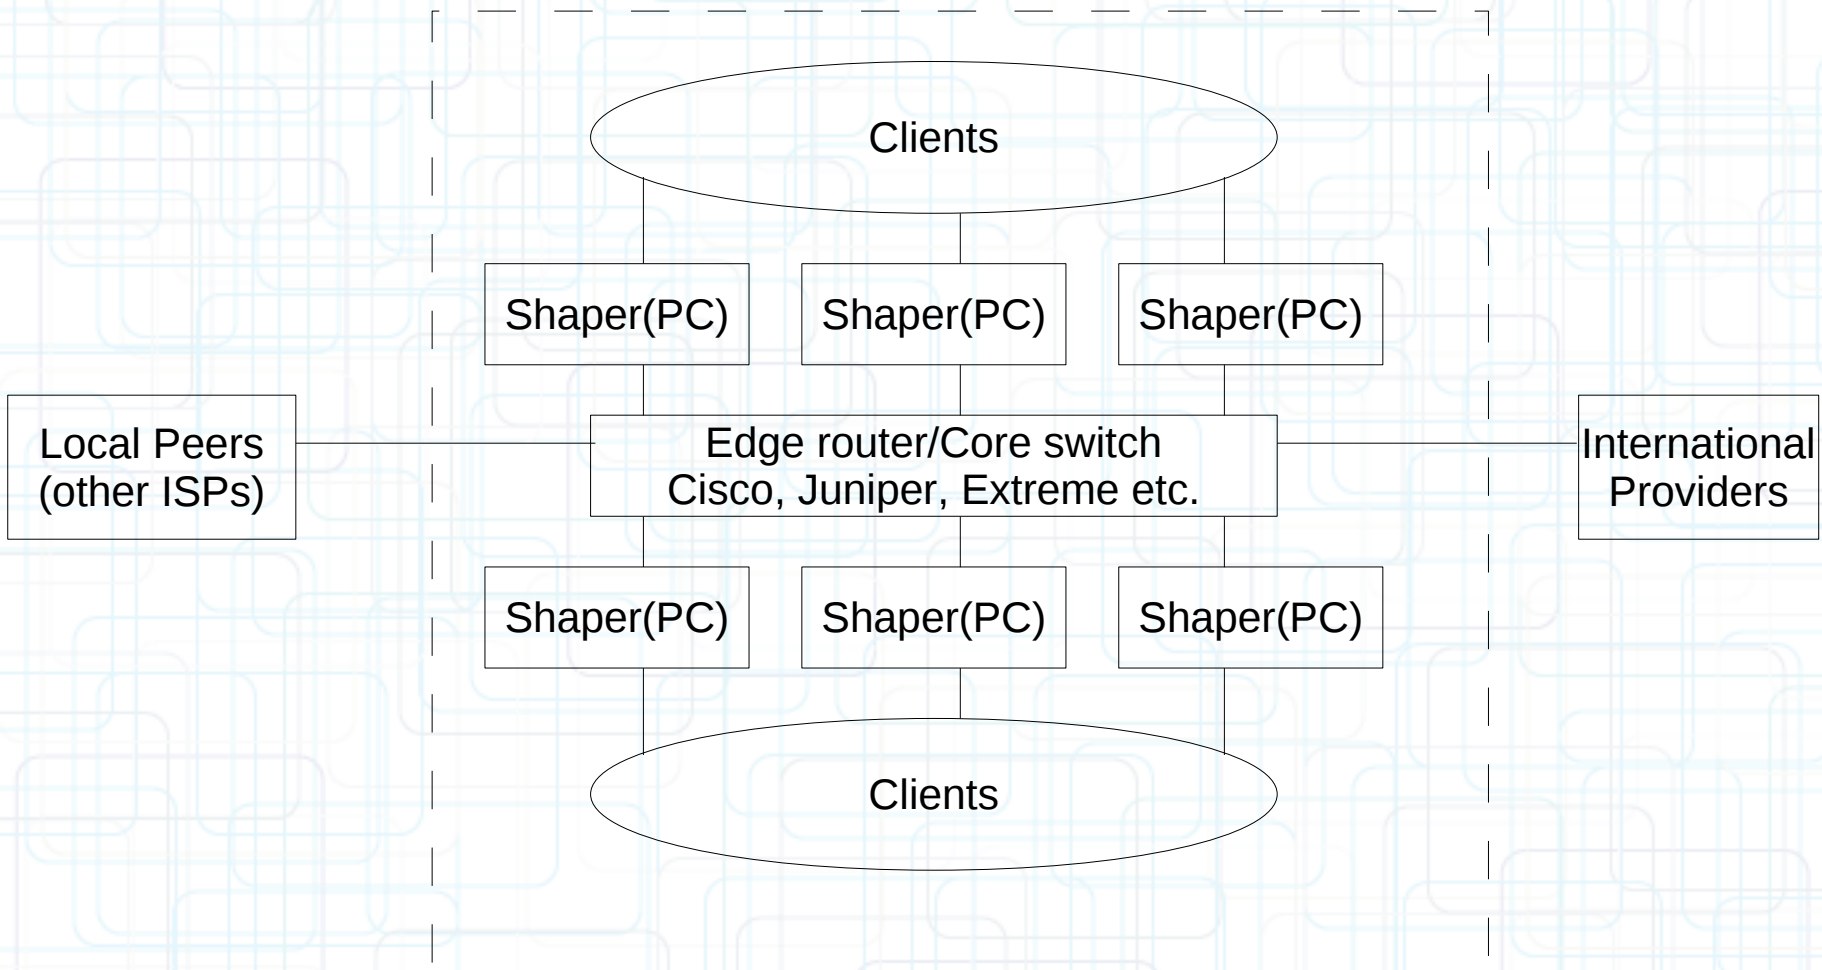 Clients
Shaper(PC)
Shaper(PC)
Shaper(PC)
Local Peers
(other ISPs)
Edge router/Core switch
Cisco, Juniper, Extreme etc.
International
Providers
Shaper(PC)
Shaper(PC)
Shaper(PC)
Clients